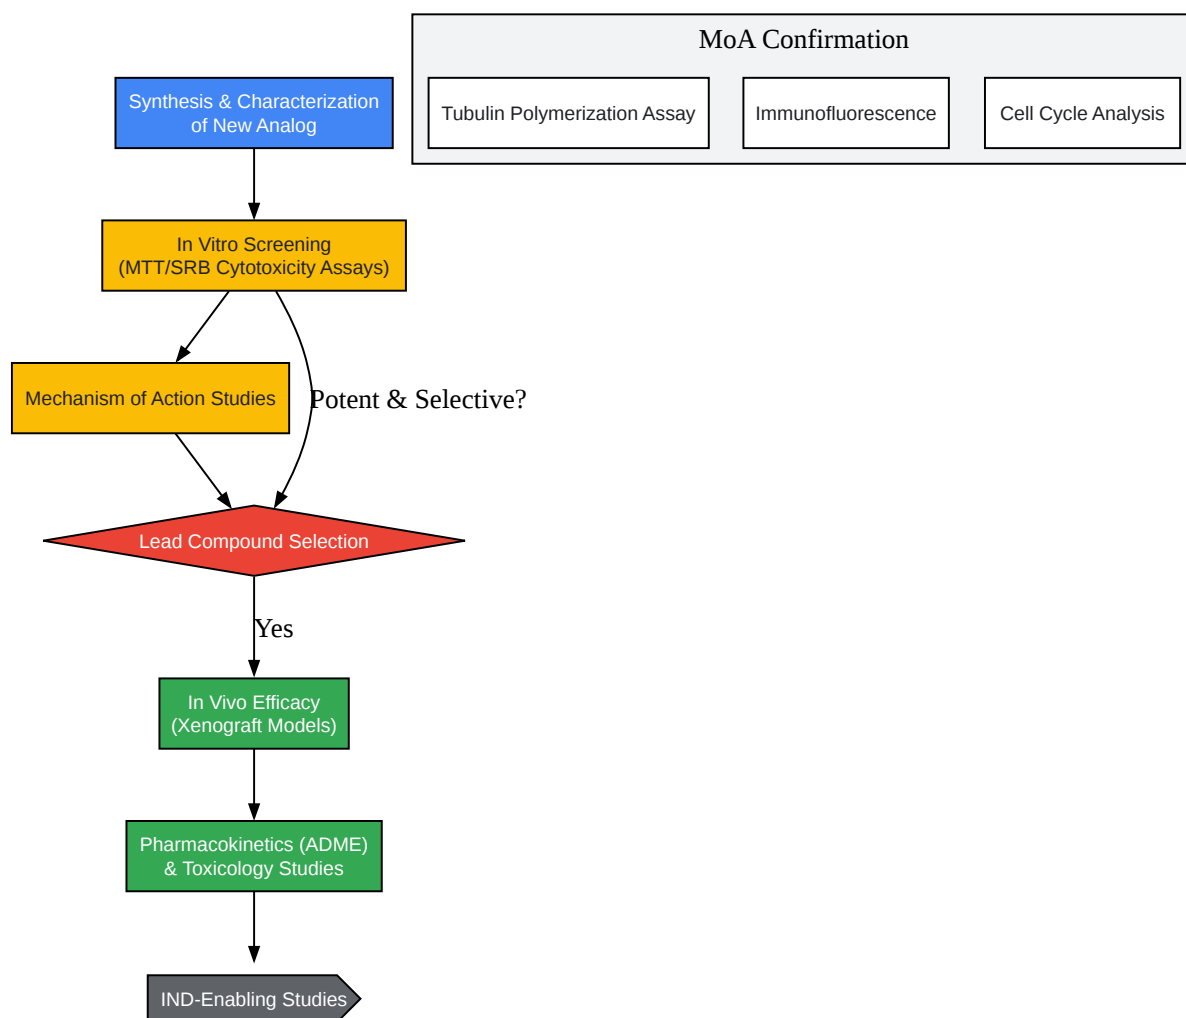 MoA Confirmation
Synthesis & Characterization
of New Analog
Tubulin Polymerization Assay
Immunofluorescence
Cell Cycle Analysis
In Vitro Screening
(MTT/SRB Cytotoxicity Assays)
Mechanism of Action Studies
Potent & Selective?
Lead Compound Selection
Yes
In Vivo Efficacy
(Xenograft Models)
Pharmacokinetics (ADME)
& Toxicology Studies
IND-Enabling Studies